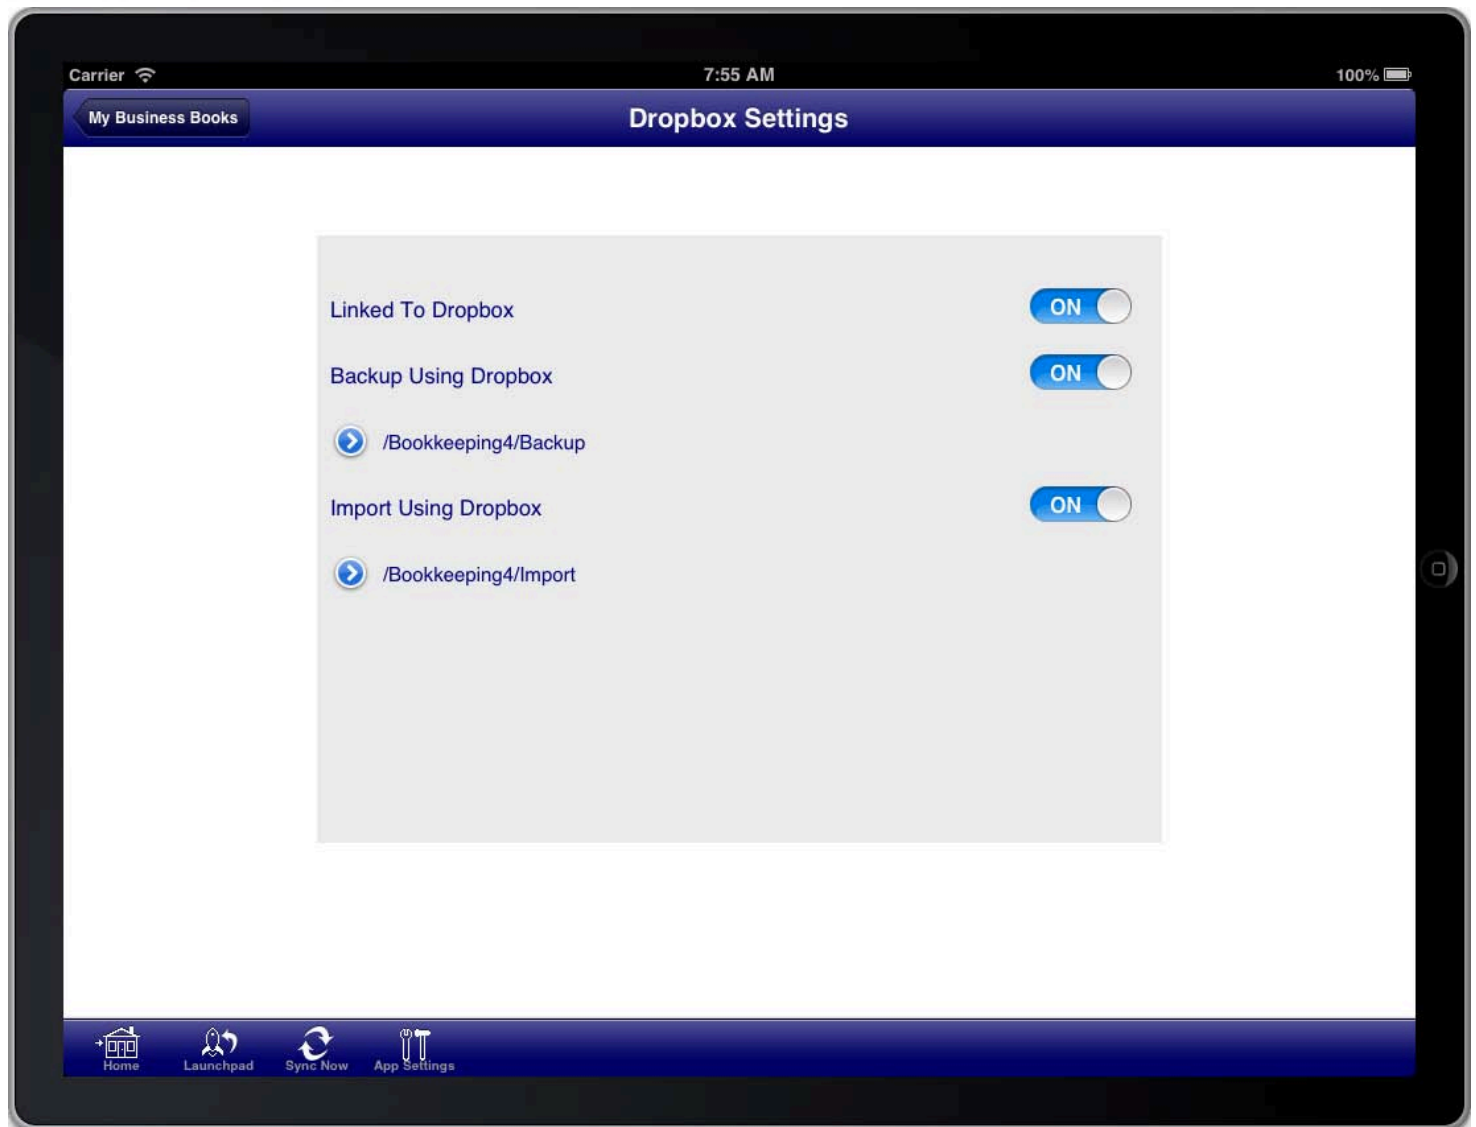 Carrier 7:55 AM 100%
My Business Books Dropbox Settings
Linked To Dropbox ON
Backup Using Dropbox ON
/Bookkeeping4/Backup
Import Using Dropbox ON
/Bookkeeping4/Import
Home Launchpad Sync Now App Settings